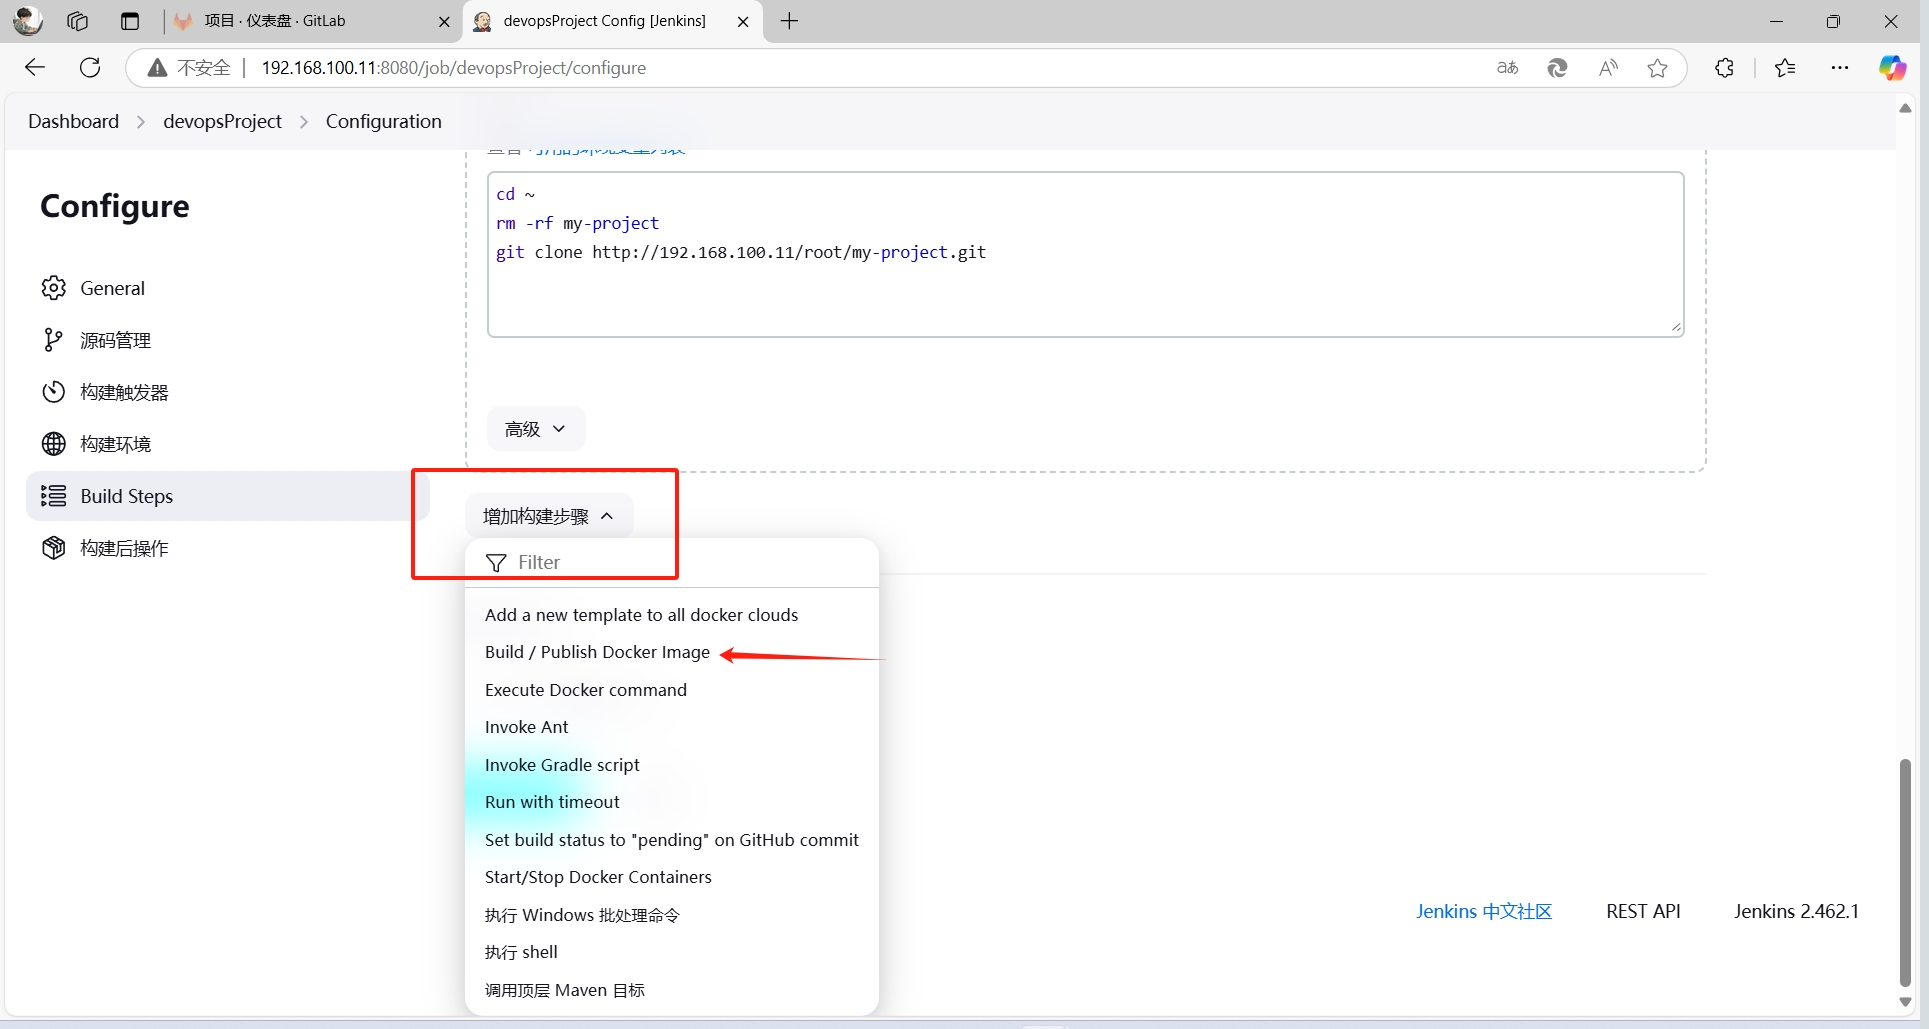 项目 · 仪表盘 · GitLab
devopsProject Config [Jenkins]
不安全
192.168.100.11:8080/job/devopsProject/configure
Dashboard > devopsProject > Configuration
Configure
General
源码管理
构建触发器
构建环境
Build Steps
构建后操作
cd ~
rm -rf my-project
git clone http://192.168.100.11/root/my-project.git
高级
增加构建步骤
Filter
Add a new template to all docker clouds
Build / Publish Docker Image
Execute Docker command
Invoke Ant
Invoke Gradle script
Run with timeout
Set build status to "pending" on GitHub commit
Start/Stop Docker Containers
执行 Windows 批处理命令
执行 shell
调用顶层 Maven 目标
Jenkins 中文社区
REST API
Jenkins 2.462.1